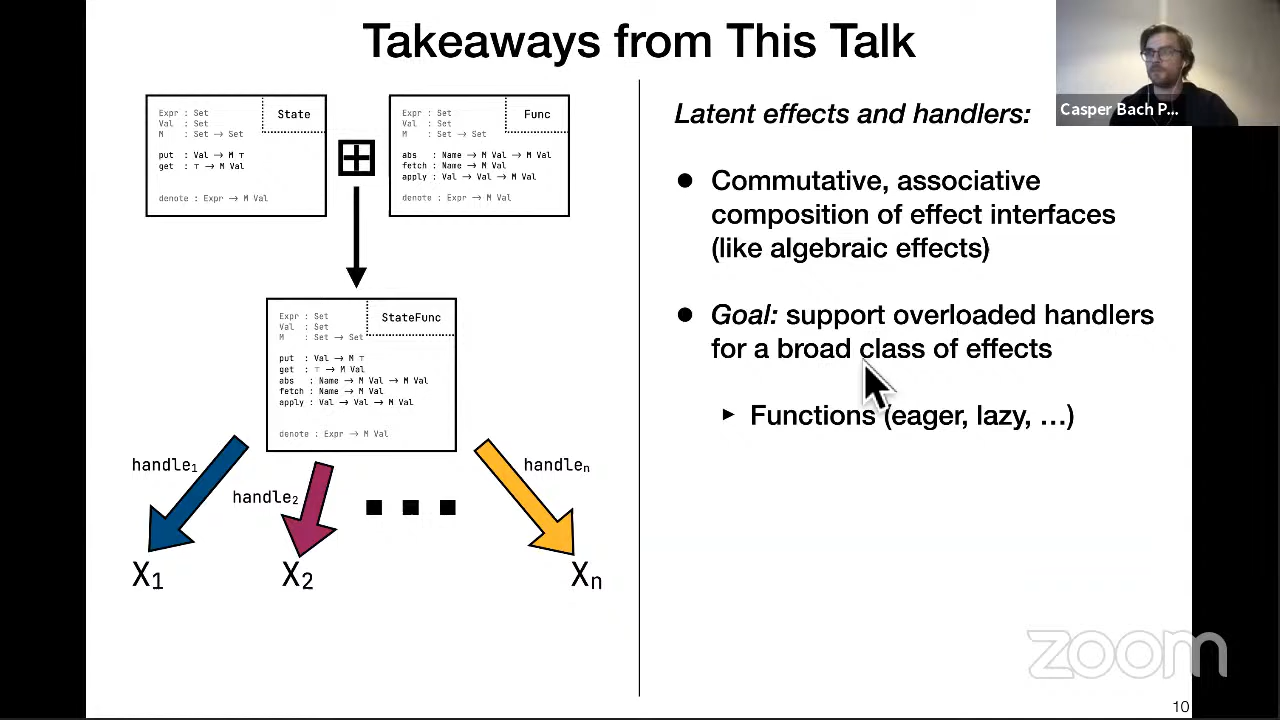 Takeaways from This Talk
Casper Bach P...
Expr : Set
Val : Set
M : Set → Set
State
put : Val → M ⊤
get : ⊤ → M Val
denote : Expr → M Val
⊞
Expr : Set
Val : Set
M : Set → Set
Func
abs : Name → M Val → M Val
fetch : Name → M Val
apply : Val → Val → M Val
denote : Expr → M Val
Expr : Set
Val : Set
M : Set → Set
StateFunc
put : Val → M ⊤
get : ⊤ → M Val
abs : Name → M Val → M Val
fetch : Name → M Val
apply : Val → Val → M Val
denote : Expr → M Val
handle₁
handle₂
handleₙ
X₁
X₂
Xₙ
Latent effects and handlers:
● Commutative, associative
composition of effect interfaces
(like algebraic effects)
● Goal: support overloaded handlers
for a broad class of effects
▸ Functions (eager, lazy, …)
zoom
10